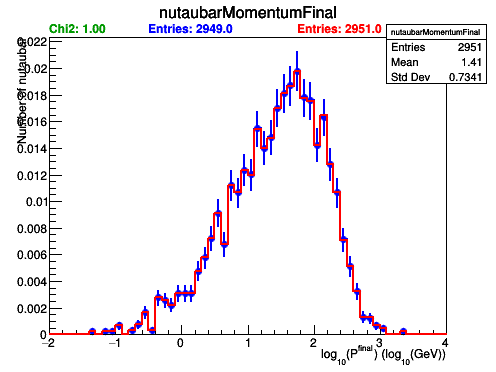 nutaubarMomentumFinal
Chi2: 1.00 Entries: 2949.0 Entries: 2951.0
nutaubarMomentumFinal
Entries 2951
Mean 1.41
Std Dev 0.7341
Number of nutaubar
0.022
0.02
0.018
0.016
0.014
0.012
0.01
0.008
0.006
0.004
0.002
0
−2 −1 0 1 2 3 4
log10(Pfinal) (log10(GeV))